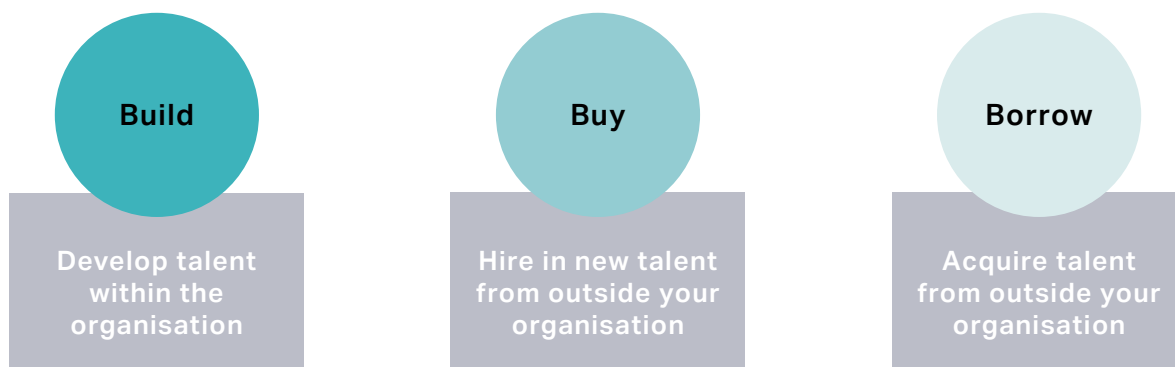 Build
Develop talent
within the
organisation
Buy
Hire in new talent
from outside your
organisation
Borrow
Acquire talent
from outside your
organisation